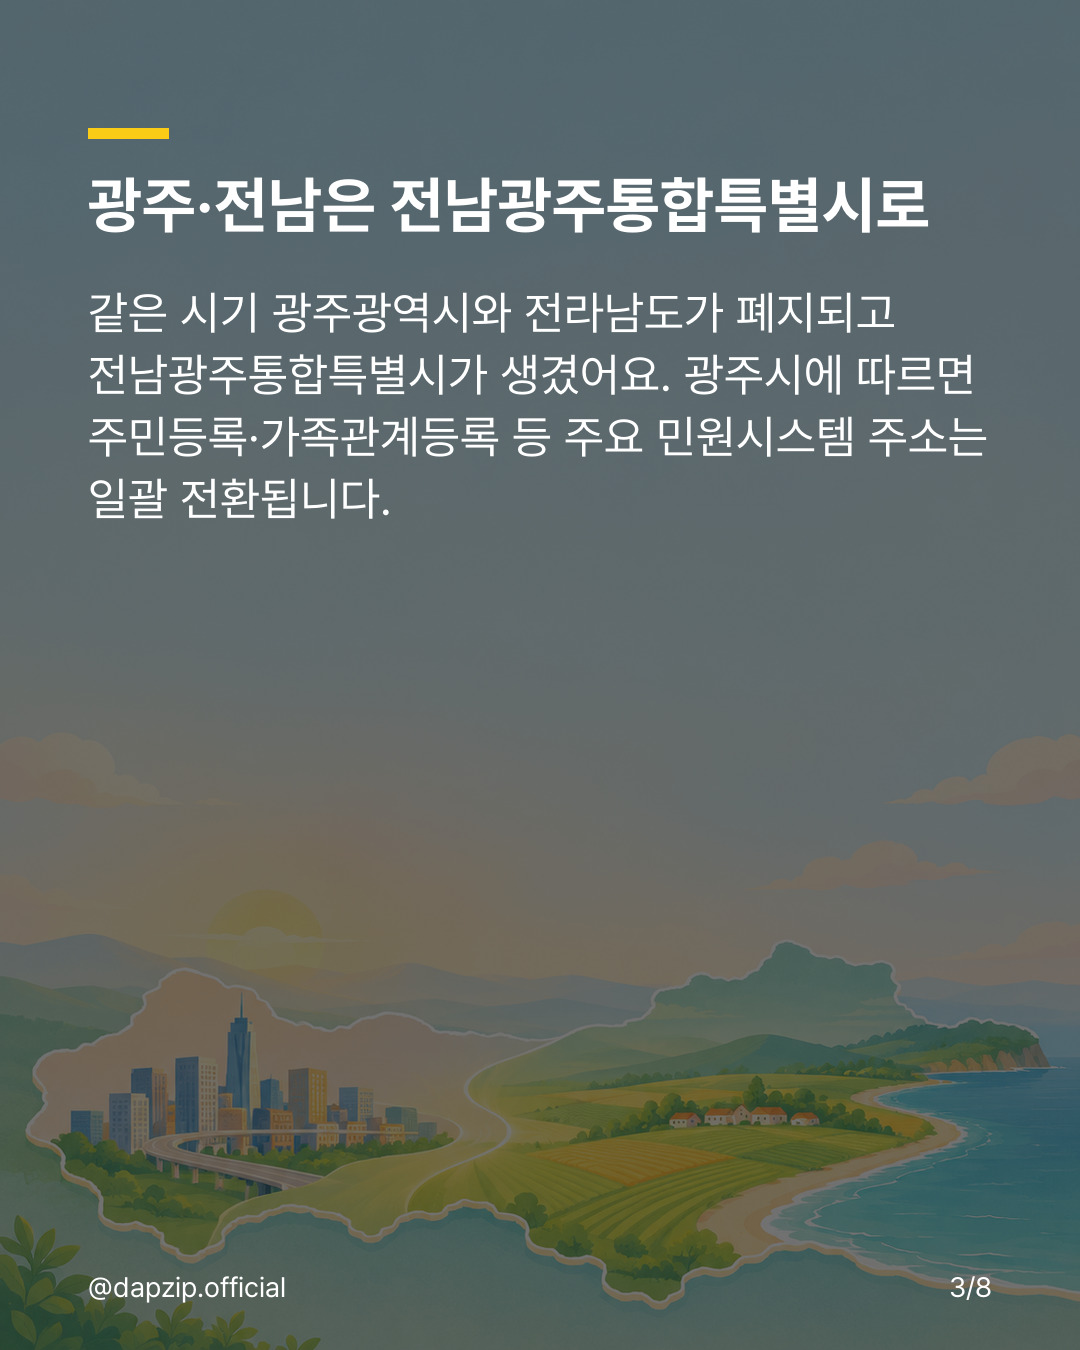 광주·전남은 전남광주통합특별시로
같은 시기 광주광역시와 전라남도가 폐지되고
전남광주통합특별시가 생겼어요. 광주시에 따르면
주민등록·가족관계등록 등 주요 민원시스템 주소는
일괄 전환됩니다.
@dapzip.official
3/8